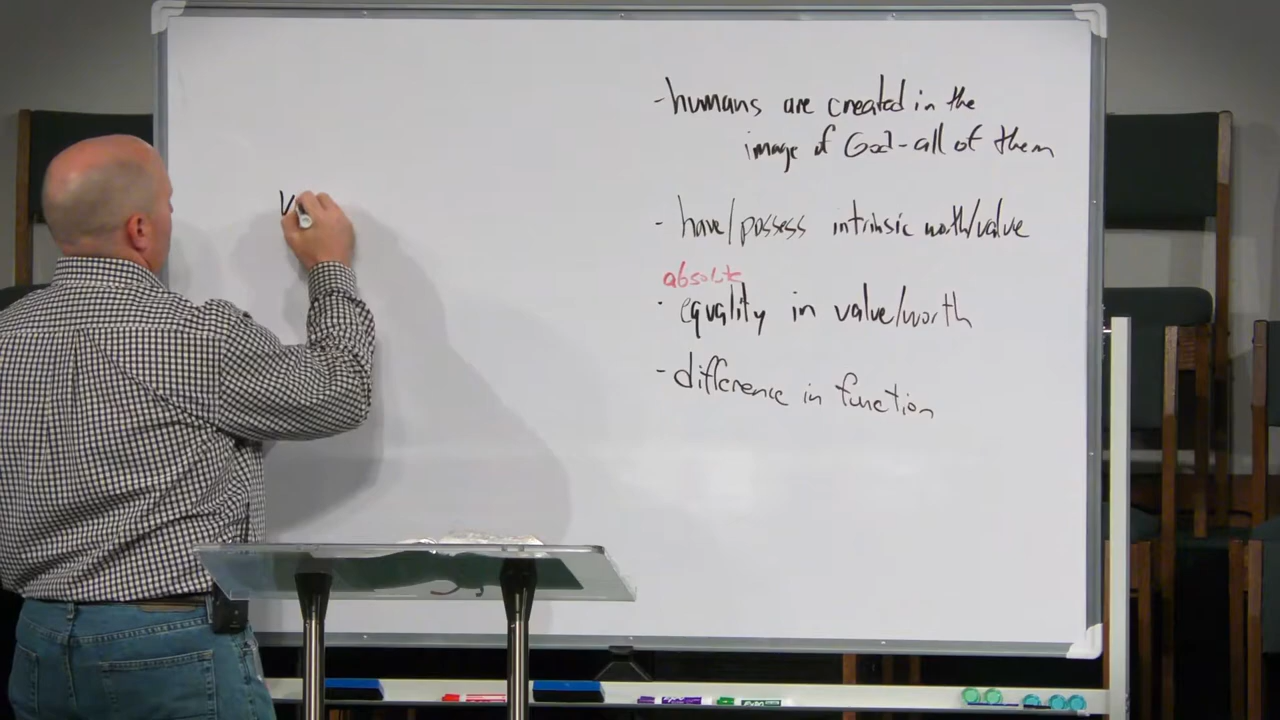 - humans are created in the
image of God - all of them
- have/possess intrinsic worth/value
absolute
· equality in value/worth
- difference in function